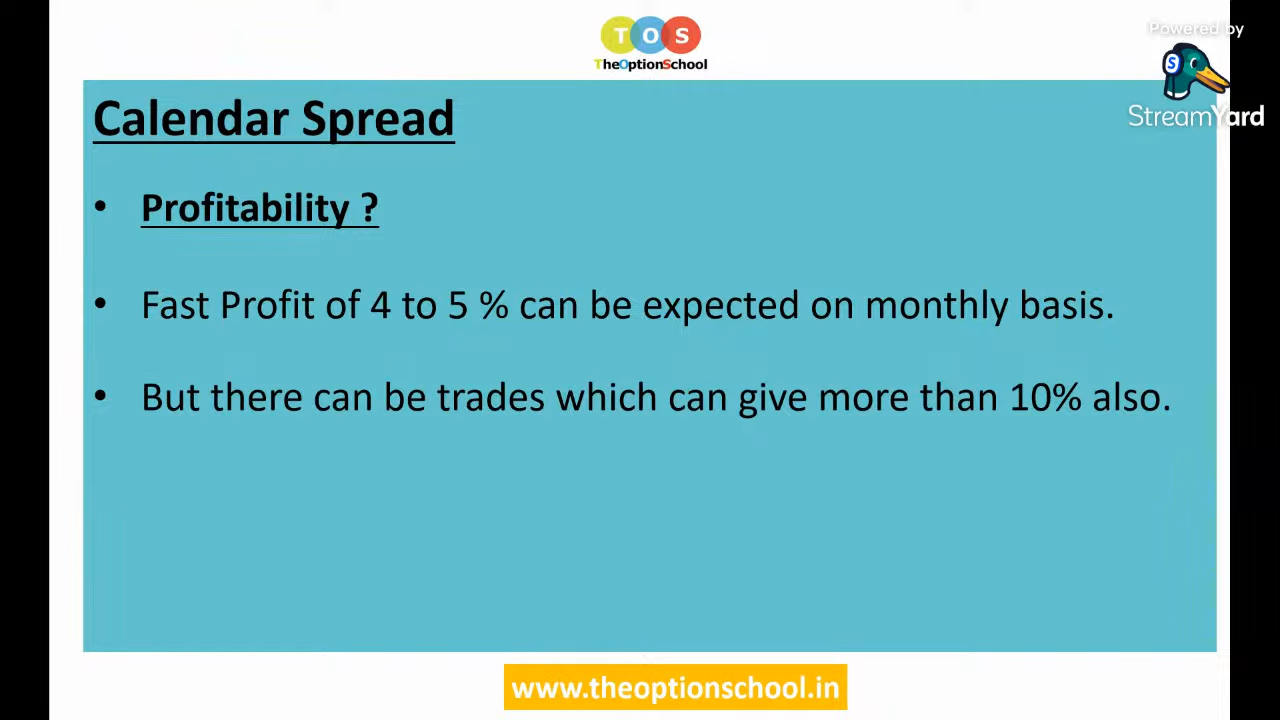 T O S
TheOptionSchool
Powered by
S
StreamYard
Calendar Spread
• Profitability ?
• Fast Profit of 4 to 5 % can be expected on monthly basis.
• But there can be trades which can give more than 10% also.
www.theoptionschool.in